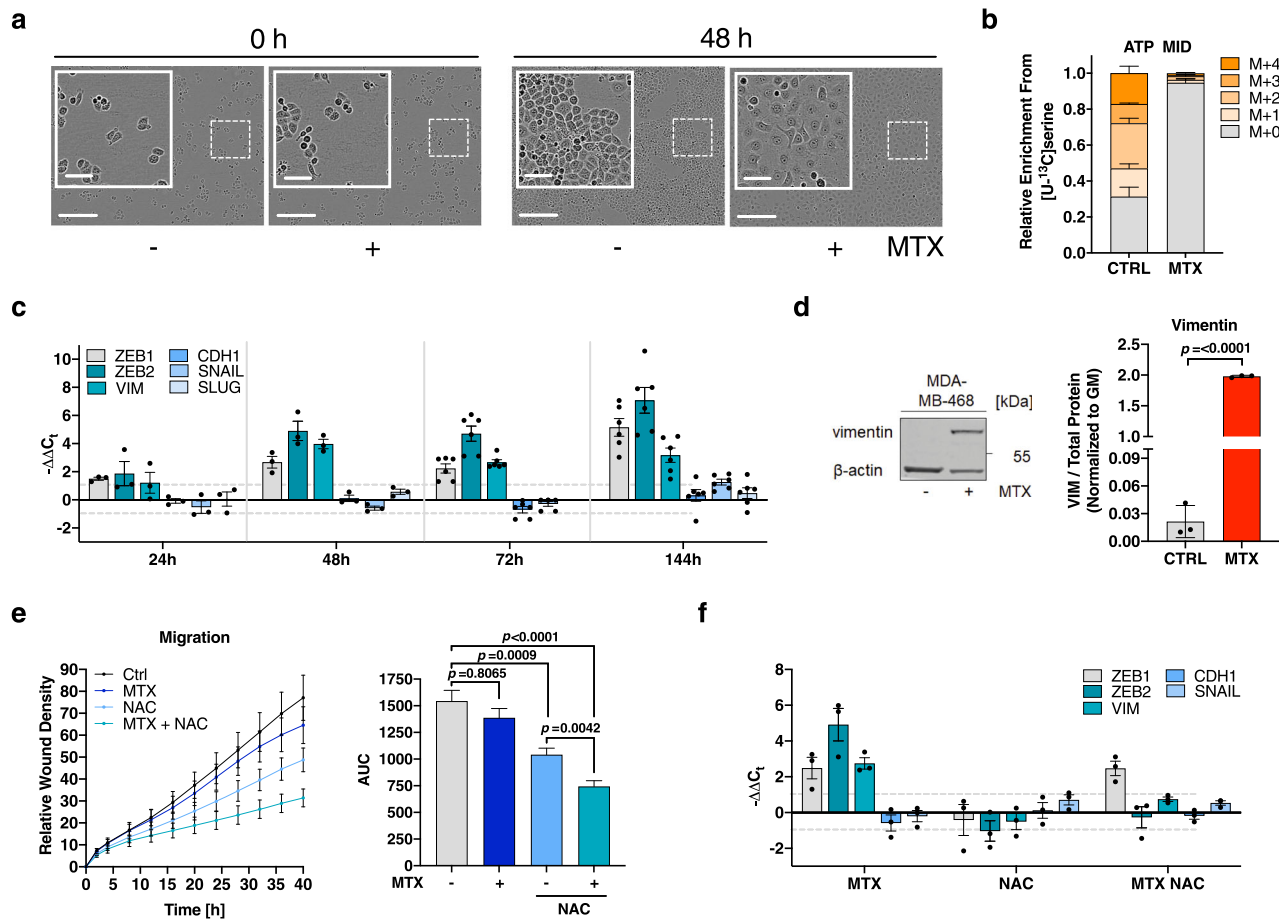 a
0 h
48 h
-
+
-
+
MTX
b
ATP MID
Relative Enrichment From
[U-¹³C]serine
1.0
0.8
0.6
0.4
0.2
0.0
CTRL
MTX
M+4
M+3
M+2
M+1
M+0
c
-ΔΔCt
10
8
6
4
2
0
-2
ZEB1
ZEB2
VIM
CDH1
SNAIL
SLUG
24h
48h
72h
144h
d
MDA-
MB-468
[kDa]
vimentin
55
β-actin
-
+
MTX
Vimentin
p=<0.0001
VIM / Total Protein
(Normalized to GM)
2.5
2.0
1.5
1.0
0.09
0.06
0.03
0.00
CTRL
MTX
e
Migration
Relative Wound Density
90
80
70
60
50
40
30
20
10
0
Ctrl
MTX
NAC
MTX + NAC
0 5 10 15 20 25 30 35 40
Time [h]
p<0.0001
p=0.0009
p=0.8065
p=0.0042
AUC
1750
1500
1250
1000
750
500
250
0
MTX - + - +
NAC
f
-ΔΔCt
8
6
4
2
0
-2
ZEB1
ZEB2
VIM
CDH1
SNAIL
MTX
NAC
MTX NAC